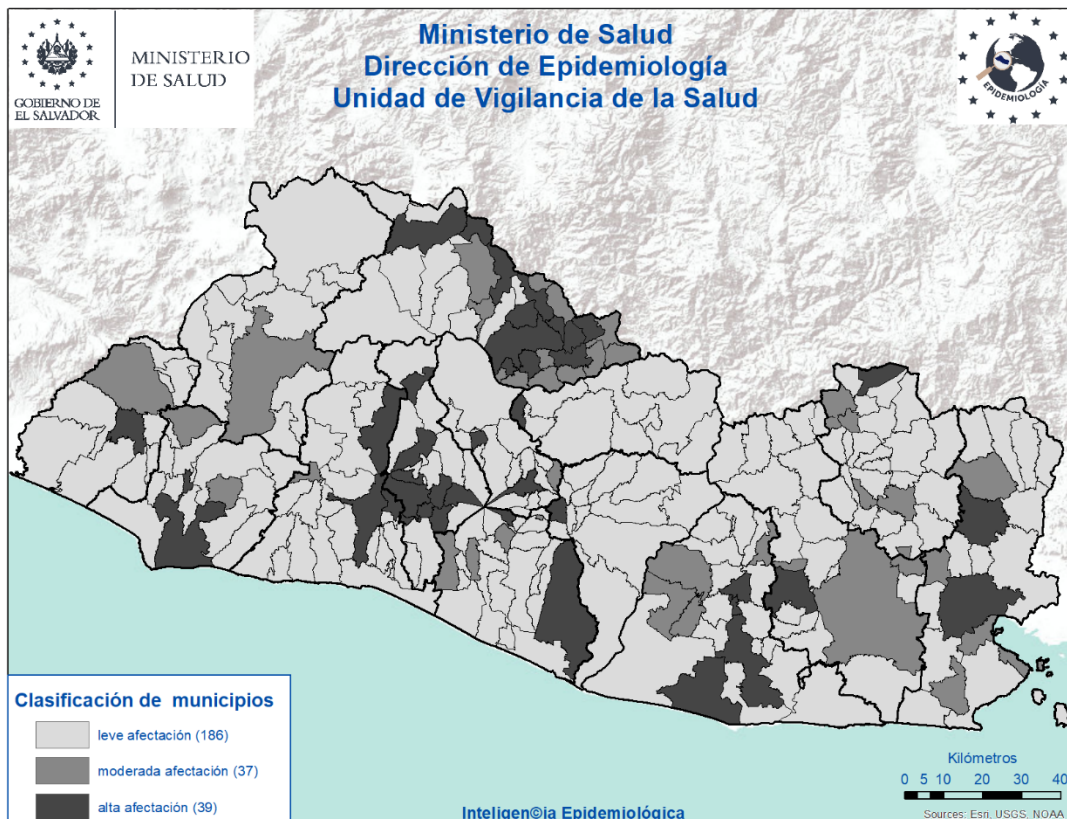 GOBIERNO DE
EL SALVADOR
MINISTERIO
DE SALUD
Ministerio de Salud
Dirección de Epidemiología
Unidad de Vigilancia de la Salud
EPIDEMIOLOGÍA
Clasificación de municipios
leve afectación (186)
moderada afectación (37)
alta afectación (39)
Inteligen©ia Epidemiológica
Kilómetros
0 5 10 20 30 40
Sources: Esri, USGS, NOAA